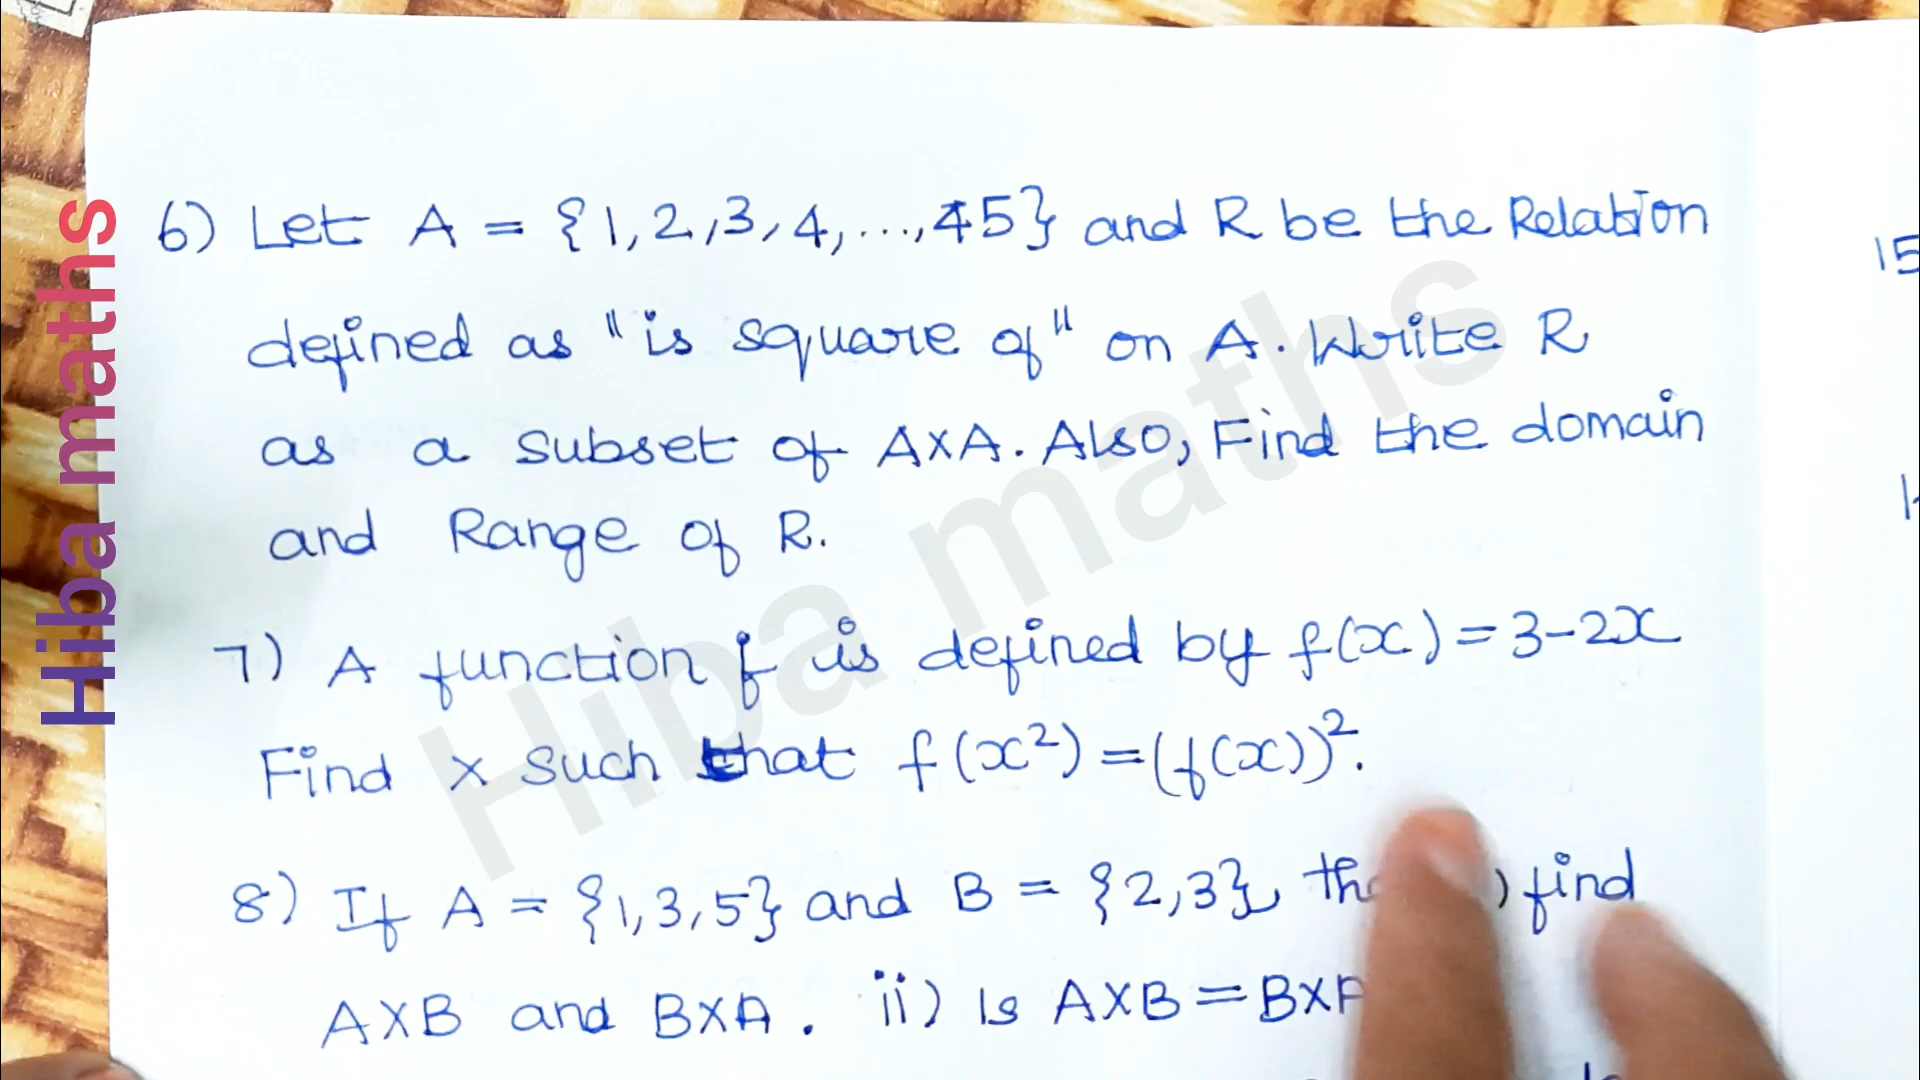 Hiba maths
6) Let A = {1,2,3,4,...,45} and R be the Relation
defined as "is square of" on A. Write R
as a subset of A×A. Also, Find the domain
and Range of R.
7) A function f is defined by f(x)=3-2x
Find x such that f(x²)=(f(x))².
8) If A = {1,3,5} and B = {2,3}, find
A×B and B×A. ii) Is A×B=B×
15
Hiba maths